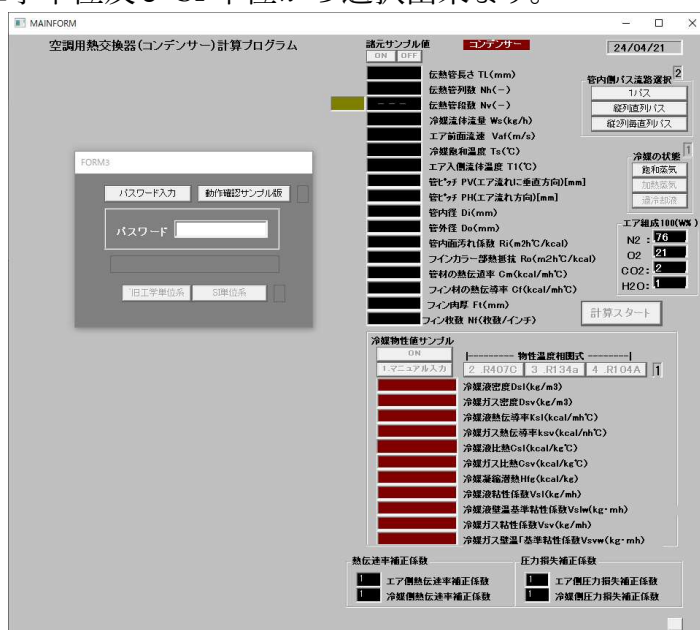 学単位及び SI 単位から選択出来ます。
MAINFORM
空調用熱交換器(コンデンサー)計算プログラム
諸元サンプル値
ON OFF
コンデンサー
24/04/21
伝熱管長さ TL(mm)
伝熱管列数 Nh(-)
--- 伝熱管段数 Nv(-)
冷媒流体流量 Ws(kg/h)
エア前面流速 Vaf(m/s)
冷媒飽和温度 Ts(℃)
エア入側流体温度 T1(℃)
管ピッチ PV(エア流れに垂直方向)[mm]
管ピッチ PH(エア流れ方向)[mm]
管内径 Di(mm)
管外径 Do(mm)
管内面汚れ係数 Ri(m2h℃/kcal)
フインカラー部熱抵抗 Ro(m2h℃/kcal)
管材の熱伝導率 Cm(kcal/mh℃)
フィン材の熱伝導率 Cf(kcal/mh℃)
フィン肉厚 Ft(mm)
フィン枚数 Nf(枚数/インチ)
管内側パス流路選択 2
1パス
縦列直列パス
縦2列毎直列パス
冷媒の状態 1
飽和蒸気
加熱蒸気
過冷却液
エア組成100(W%)
N2 : 76
O2 21
CO2: 2
H2O: 1
計算スタート
FORM3
パスワード入力 動作確認サンプル版
パスワード
旧工学単位系 SI単位系
冷媒物性値サンプル
ON
|--------- 物性温度相関式 ------|
1.マニュアル入力 2 .R407C 3 .R134a 4 .R104A 1
冷媒液密度Dsl(kg/m3)
冷媒ガス密度Dsv(kg/m3)
冷媒液熱伝導率Ksl(kcal/mh℃)
冷媒ガス熱伝導率ksv(kcal/nh℃)
冷媒液比熱Csl(kcal/kg℃)
冷媒ガス比熱Csv(kcal/kg℃)
冷媒凝縮潜熱Hfg(kcal/kg)
冷媒液粘性係数Vsl(kg/mh)
冷媒液壁温基準粘性係数Vslw(kg･mh)
冷媒ガス粘性係数Vsv(kg/mh)
冷媒ガス壁温｢基準粘性係数Vsvw(kg･mh)
熱伝達率補正係数
1 エア側熱伝達率補正係数
1 冷媒側熱伝達率補正係数
圧力損失補正係数
1 エア側圧力損失補正係数
1 冷媒側圧力損失補正係数